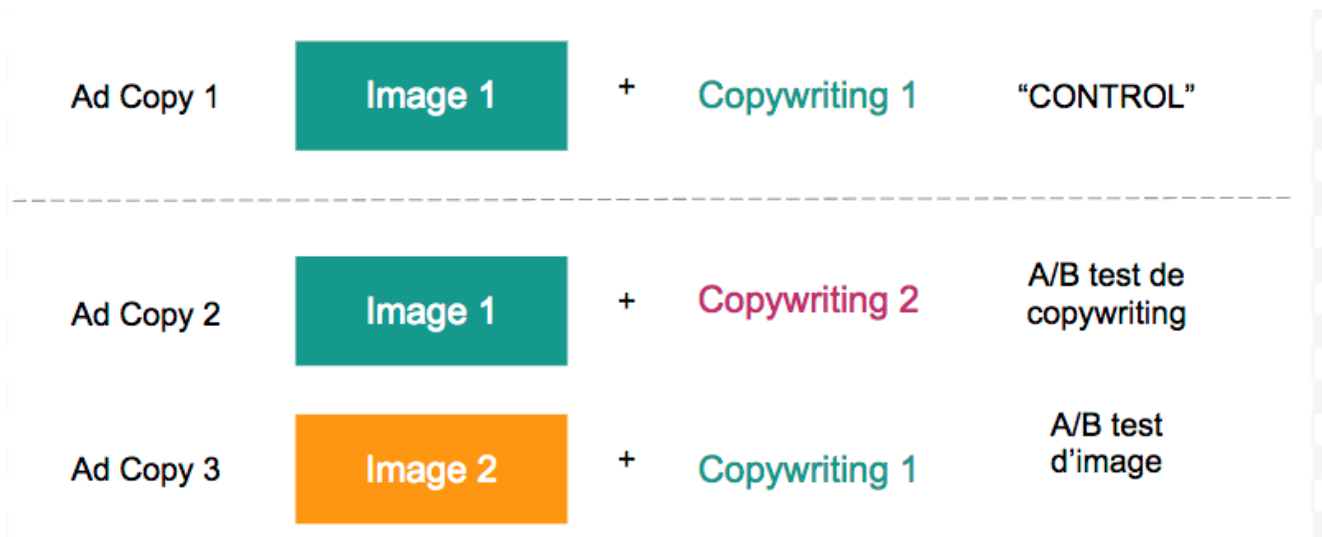 Ad Copy 1 Image 1 + Copywriting 1 “CONTROL”
Ad Copy 2 Image 1 + Copywriting 2 A/B test de
copywriting
Ad Copy 3 Image 2 + Copywriting 1 A/B test
d’image